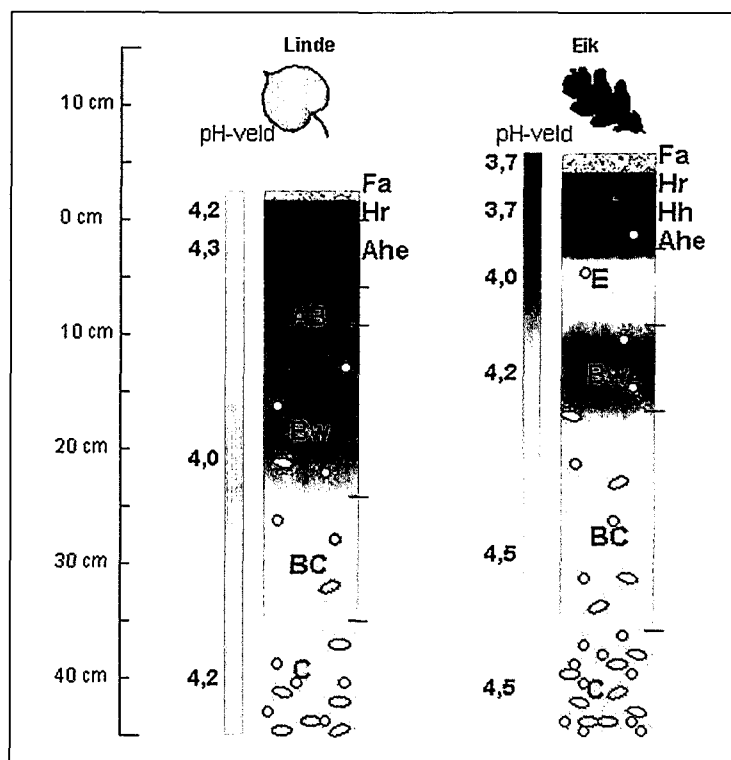 Linde
Eik
10 cm
pH-veld
pH-veld
3,7
Fa
Fa
Hr
4,2
Hr
3,7
Hh
0 cm
4,3
Ahe
Ahe
4,0
E
10 cm
4,2
Bw
Bw
20 cm
4,0
BC
4,5
BC
30 cm
C
4,2
C
4,5
40 cm